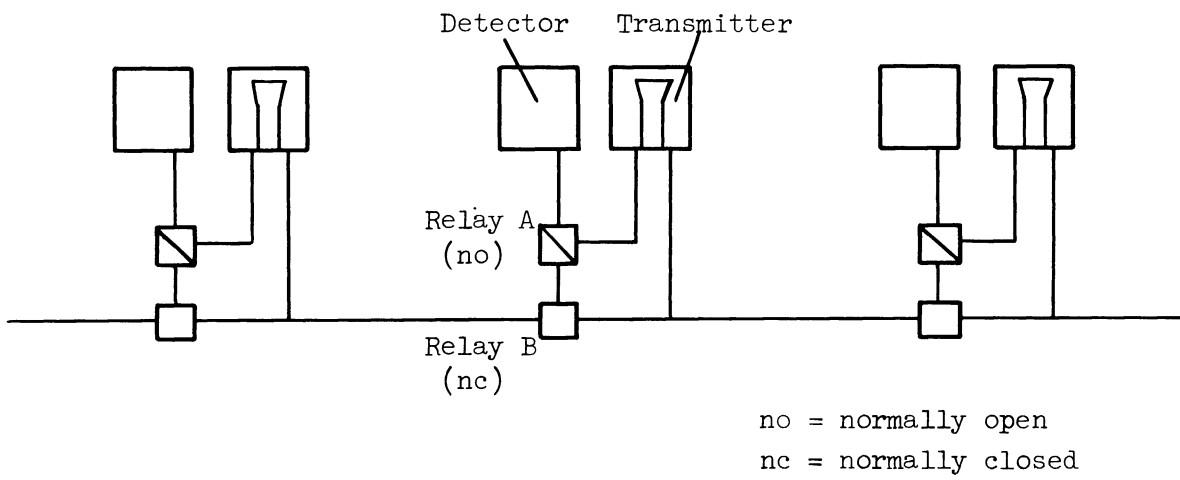 Detector
Transmitter
Relay A
(no)
Relay B
(nc)
no = normally open
nc = normally closed